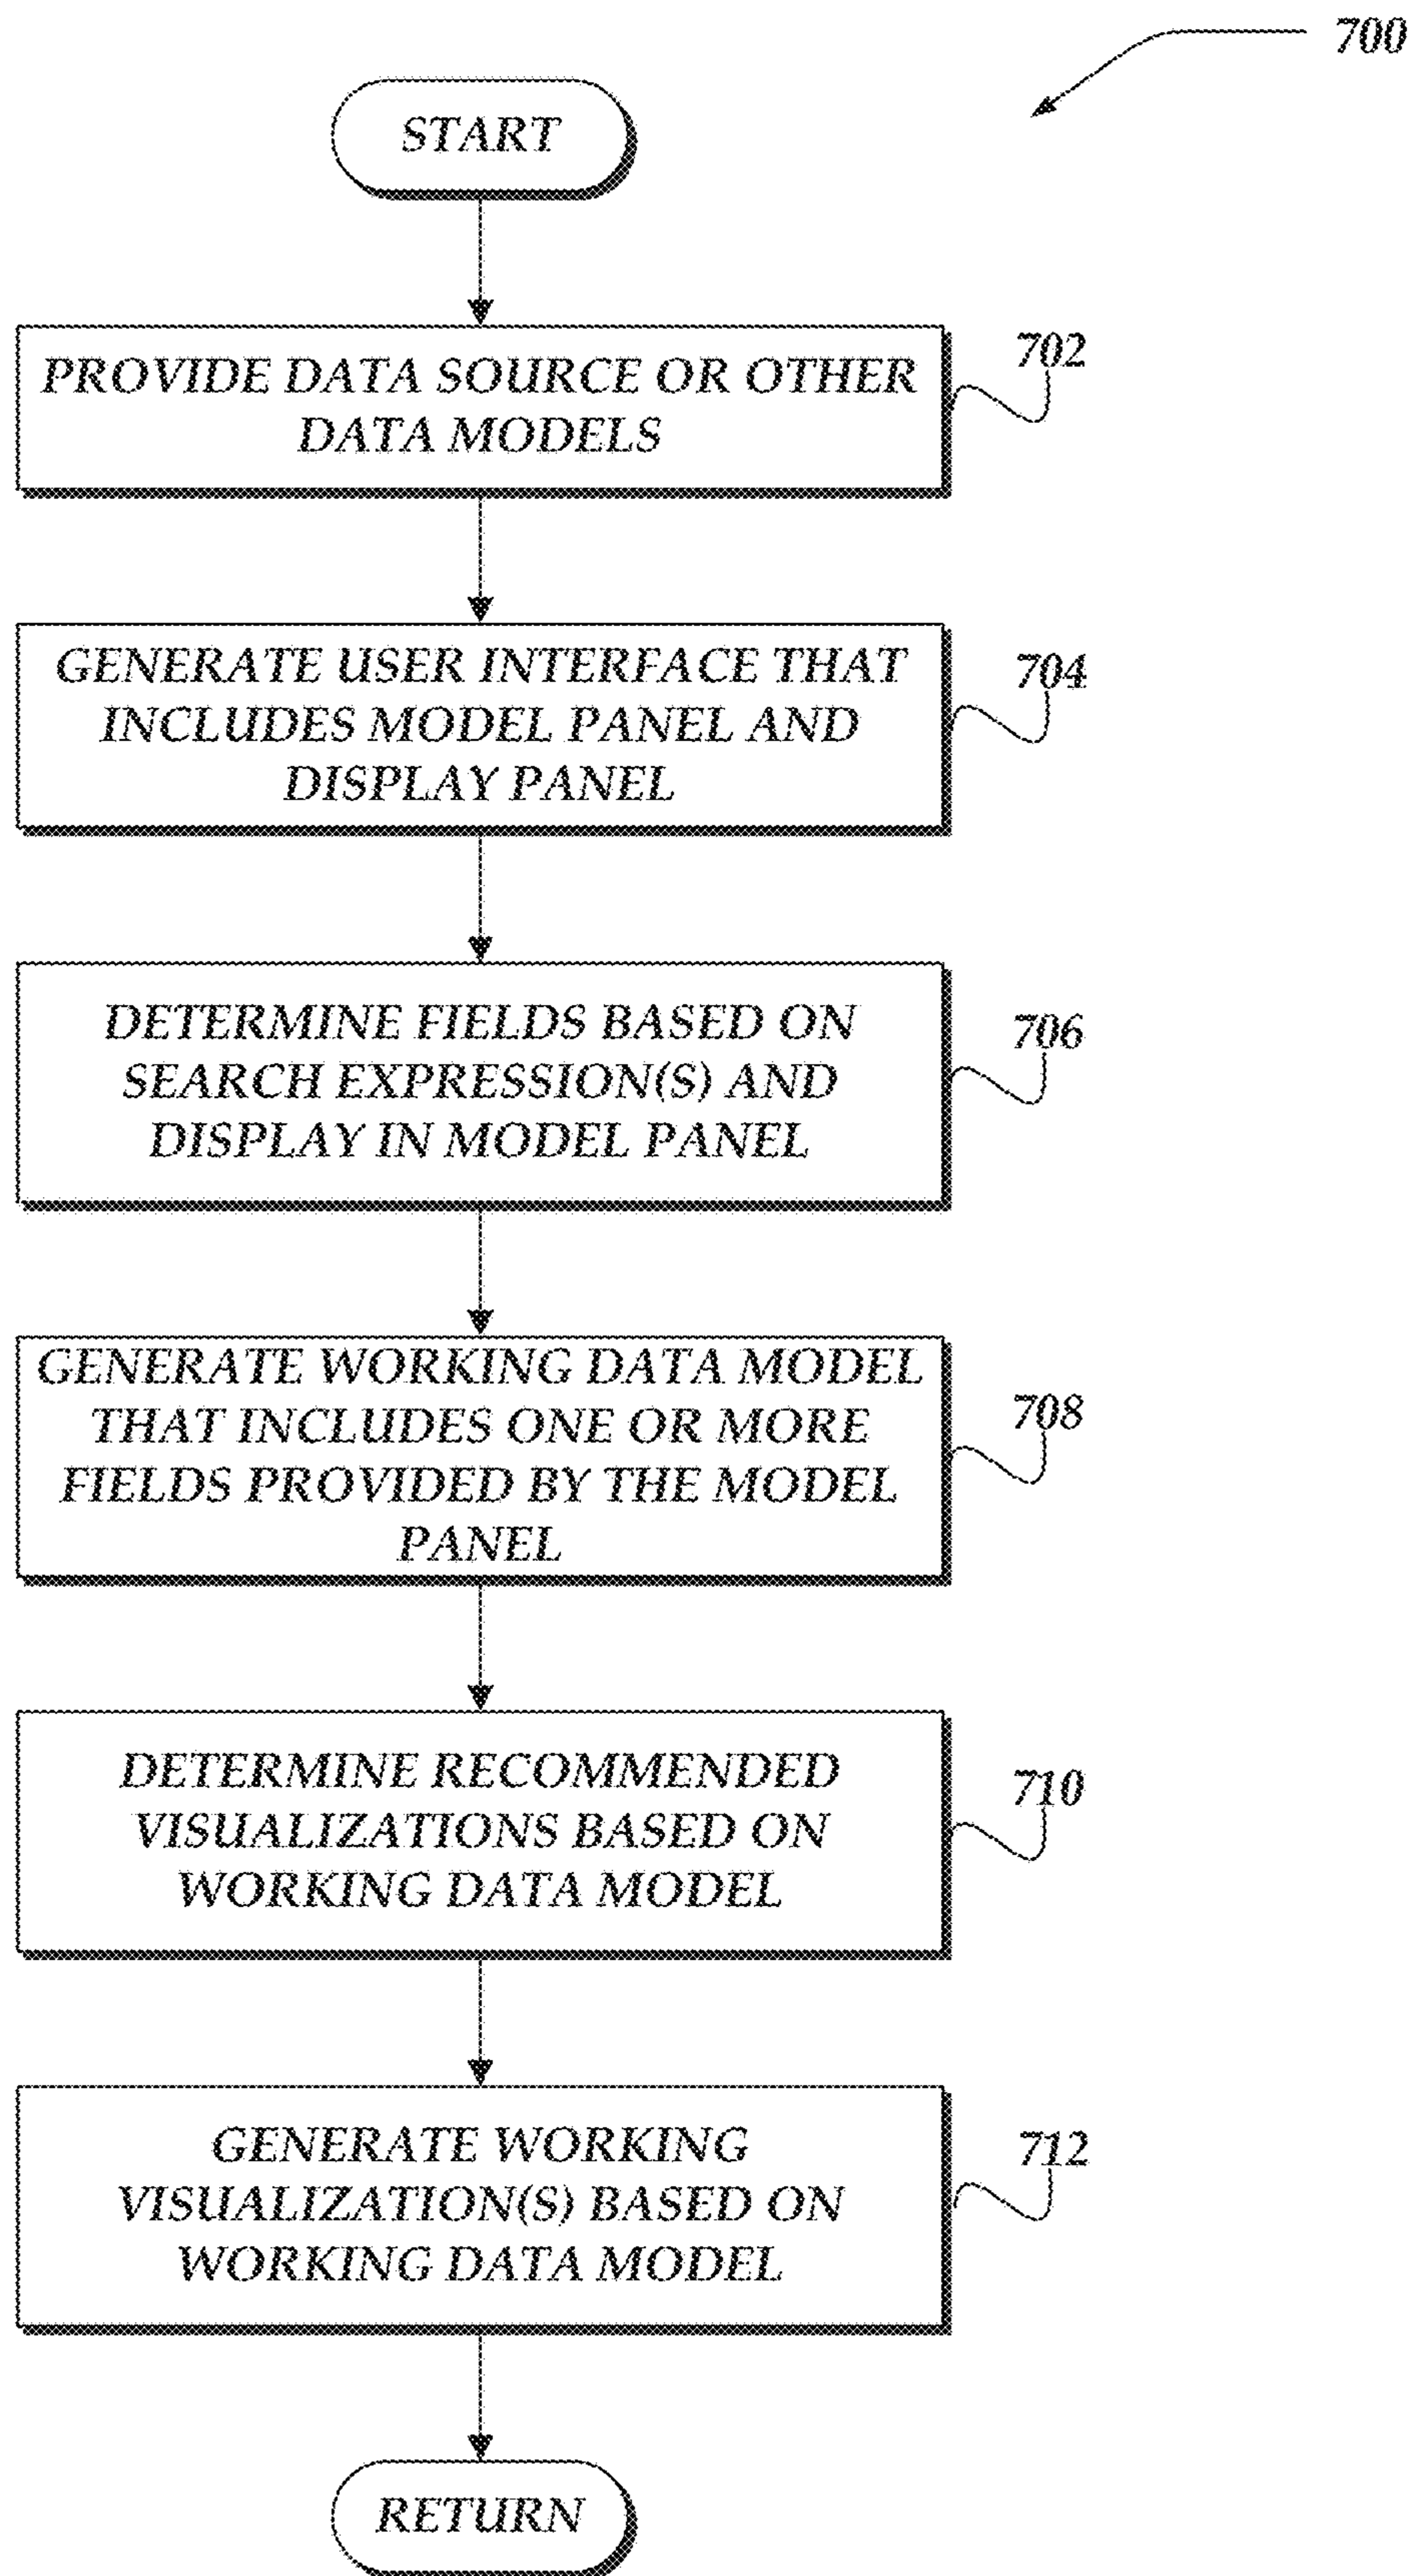 700
START
PROVIDE DATA SOURCE OR OTHER
DATA MODELS
702
GENERATE USER INTERFACE THAT
INCLUDES MODEL PANEL AND
DISPLAY PANEL
704
DETERMINE FIELDS BASED ON
SEARCH EXPRESSION(S) AND
DISPLAY IN MODEL PANEL
706
GENERATE WORKING DATA MODEL
THAT INCLUDES ONE OR MORE
FIELDS PROVIDED BY THE MODEL
PANEL
708
DETERMINE RECOMMENDED
VISUALIZATIONS BASED ON
WORKING DATA MODEL
710
GENERATE WORKING
VISUALIZATION(S) BASED ON
WORKING DATA MODEL
712
RETURN